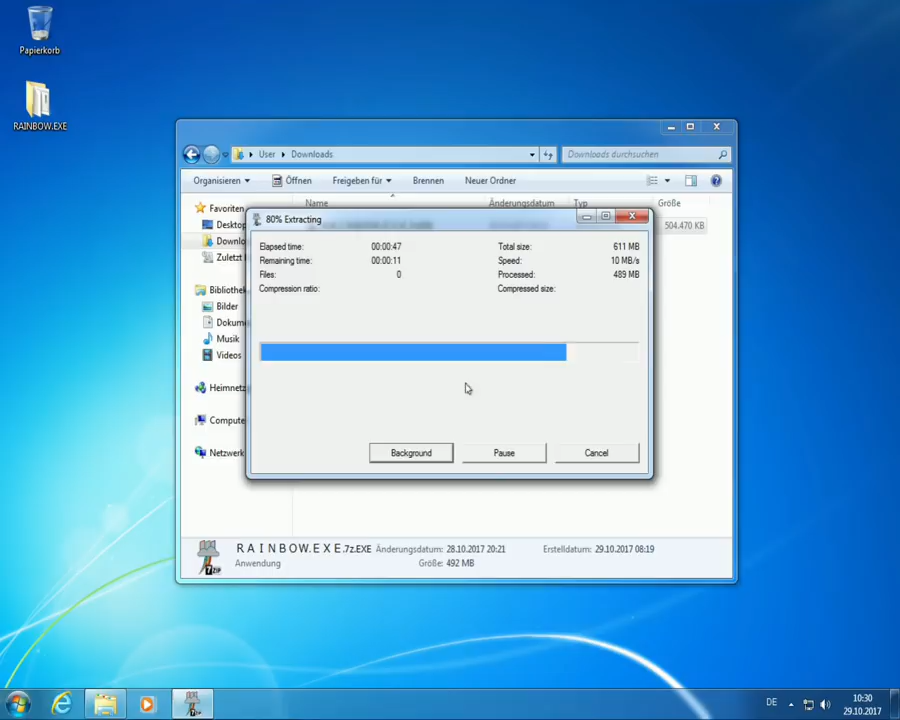 Papierkorb
RAINBOW.EXE
User Downloads
Downloads durchsuchen
Organisieren Öffnen Freigeben für Brennen Neuer Ordner
Name Änderungsdatum Typ Größe
504.470 KB
Favoriten
Deskto
Downlo
Zuletzt
Bibliothek
Bilder
Dokum
Musik
Videos
Heimnetz
Compute
Netzwerk
80% Extracting
Elapsed time: 00:00:47 Total size: 611 MB
Remaining time: 00:00:11 Speed: 10 MB/s
Files: 0 Processed: 489 MB
Compression ratio: Compressed size:
Background Pause Cancel
7ZIP
R A I N B O W . E X E .7z.EXE Änderungsdatum: 28.10.2017 20:21 Erstelldatum: 29.10.2017 08:19
Anwendung Größe: 492 MB
DE 10:30
29.10.2017